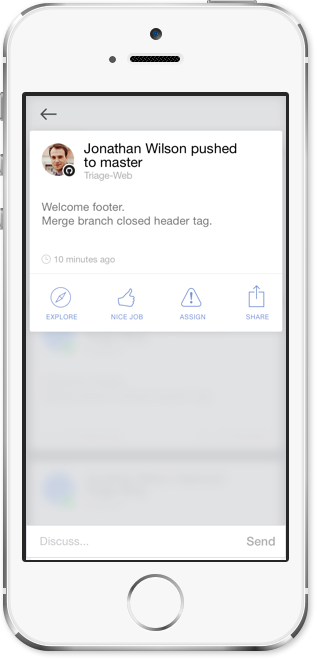 Jonathan Wilson pushed
to master
Triage-Web
Welcome footer.
Merge branch closed header tag.
10 minutes ago
EXPLORE
NICE JOB
ASSIGN
SHARE
Discuss...
Send